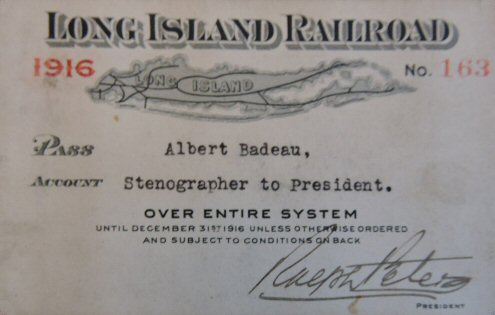 LONG ISLAND RAILROAD
1916 No. 163
LONG ISLAND
PASS Albert Badeau,
ACCOUNT Stenographer to President.
OVER ENTIRE SYSTEM
UNTIL DECEMBER 31ST 1916 UNLESS OTHERWISE ORDERED
AND SUBJECT TO CONDITIONS ON BACK
Ralph Peters
PRESIDENT